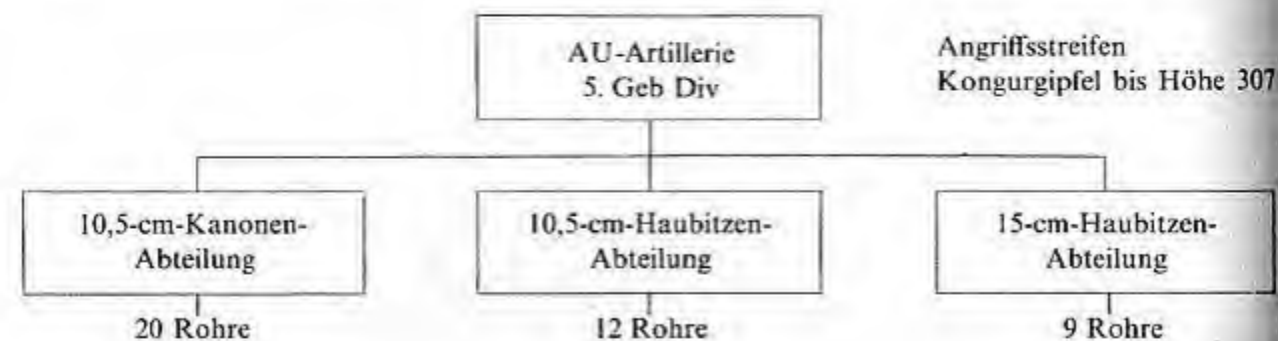 AU-Artillerie
5. Geb Div
Angriffsstreifen
Kongurgipfel bis Höhe 307
10,5-cm-Kanonen-
Abteilung
10,5-cm-Haubitzen-
Abteilung
15-cm-Haubitzen-
Abteilung
20 Rohre
12 Rohre
9 Rohre